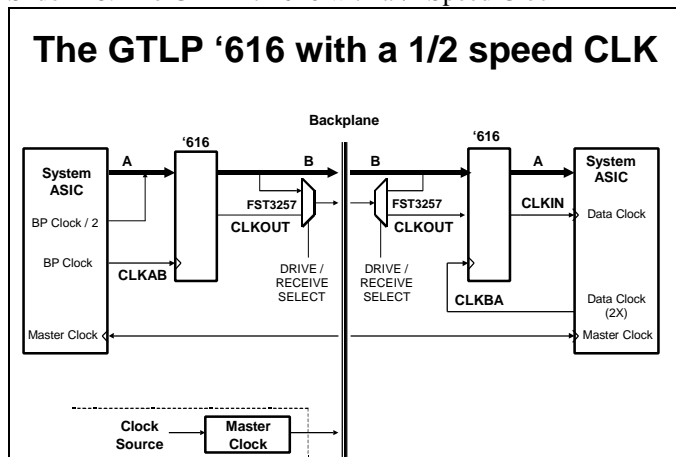 The GTLP ‘616 with a 1/2 speed CLK
Backplane
‘616
‘616
System
ASIC
A
B
B
A
System
ASIC
BP Clock / 2
FST3257
CLKOUT
FST3257
CLKOUT
CLKIN
Data Clock
BP Clock
CLKAB
DRIVE /
RECEIVE
SELECT
DRIVE /
RECEIVE
SELECT
CLKBA
Data Clock
(2X)
Master Clock
Master Clock
Clock
Source
Master
Clock